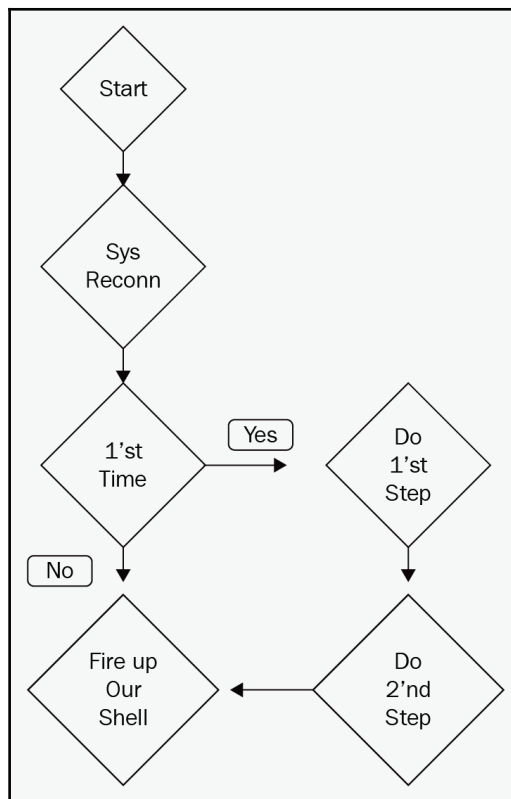 Start
Sys
Reconn
1’st
Time
Yes
Do
1’st
Step
No
Fire up
Our
Shell
Do
2’nd
Step